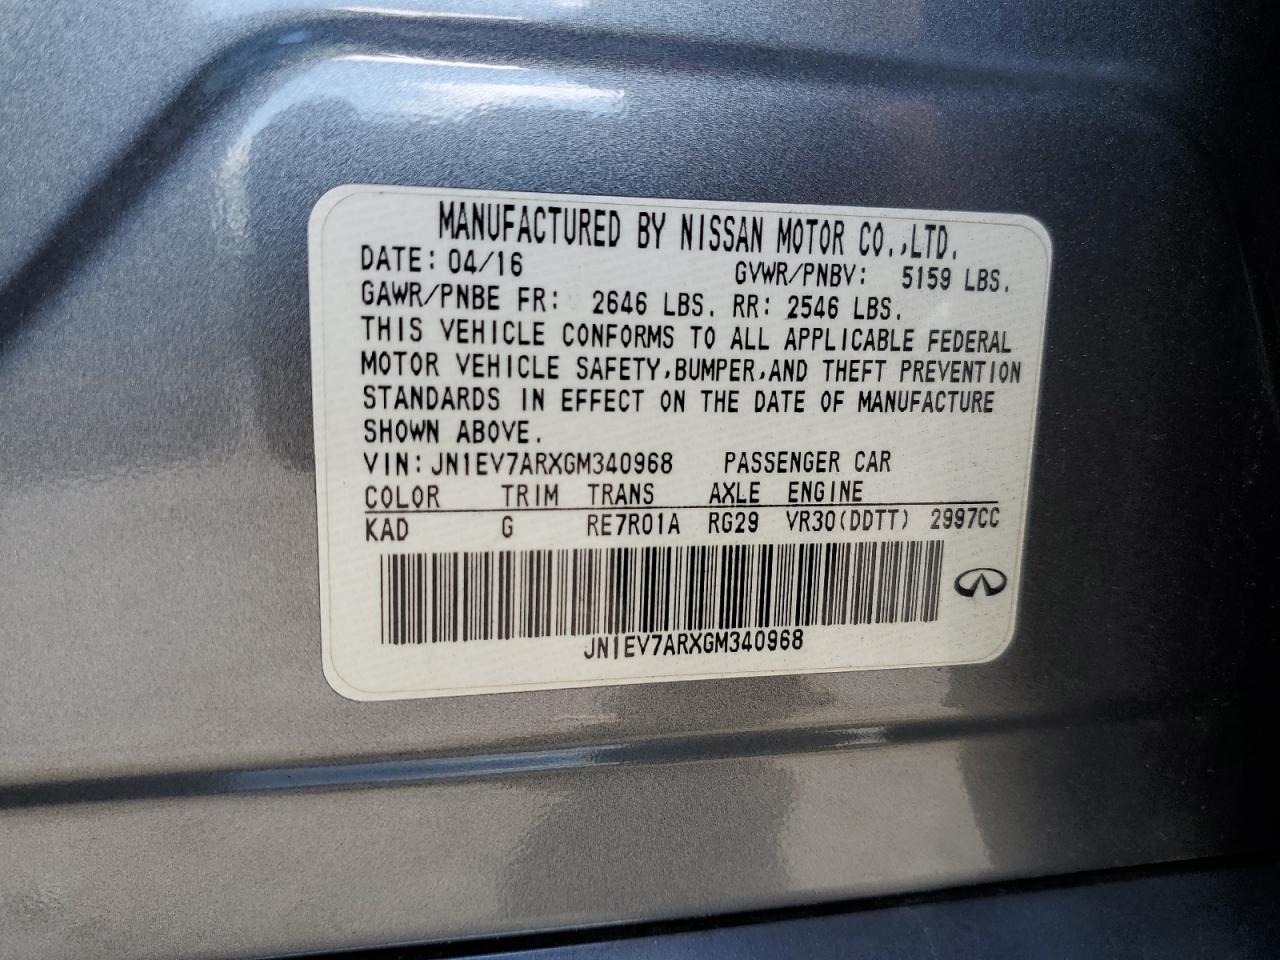 MANUFACTURED BY NISSAN MOTOR CO.,LTD.
DATE: 04/16 GVWR/PNBV: 5159 LBS.
GAWR/PNBE FR: 2646 LBS. RR: 2546 LBS.
THIS VEHICLE CONFORMS TO ALL APPLICABLE FEDERAL
MOTOR VEHICLE SAFETY,BUMPER,AND THEFT PREVENTION
STANDARDS IN EFFECT ON THE DATE OF MANUFACTURE
SHOWN ABOVE.
VIN: JN1EV7ARXGM340968 PASSENGER CAR
COLOR TRIM TRANS AXLE ENGINE
KAD G RE7R01A RG29 VR30(DDTT) 2997CC
JN1EV7ARXGM340968